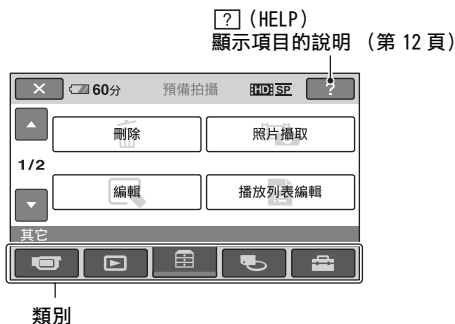 ? (HELP)
顯示項目的說明 (第 12 頁)
× 60分 預備拍攝 HD SP ?
刪除 照片攝取
1/2
編輯 播放列表編輯
其它
類別